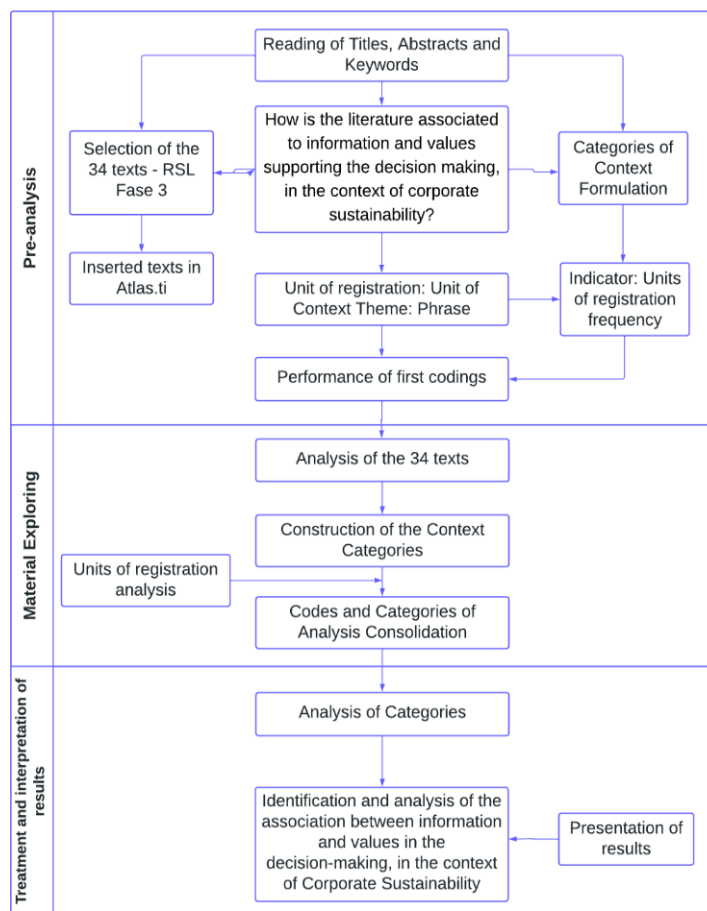 Pre-analysis
Reading of Titles, Abstracts and
Keywords
Selection of the
34 texts - RSL
Fase 3
How is the literature associated
to information and values
supporting the decision making,
in the context of corporate
sustainability?
Categories of
Context
Formulation
Inserted texts in
Atlas.ti
Unit of registration: Unit of
Context Theme: Phrase
Indicator: Units
of registration
frequency
Performance of first codings
Material Exploring
Analysis of the 34 texts
Construction of the Context
Categories
Units of registration
analysis
Codes and Categories of
Analysis Consolidation
Treatment and interpretation of
results
Analysis of Categories
Identification and analysis of the
association between information
and values in the
decision-making, in the context
of Corporate Sustainability
Presentation of
results